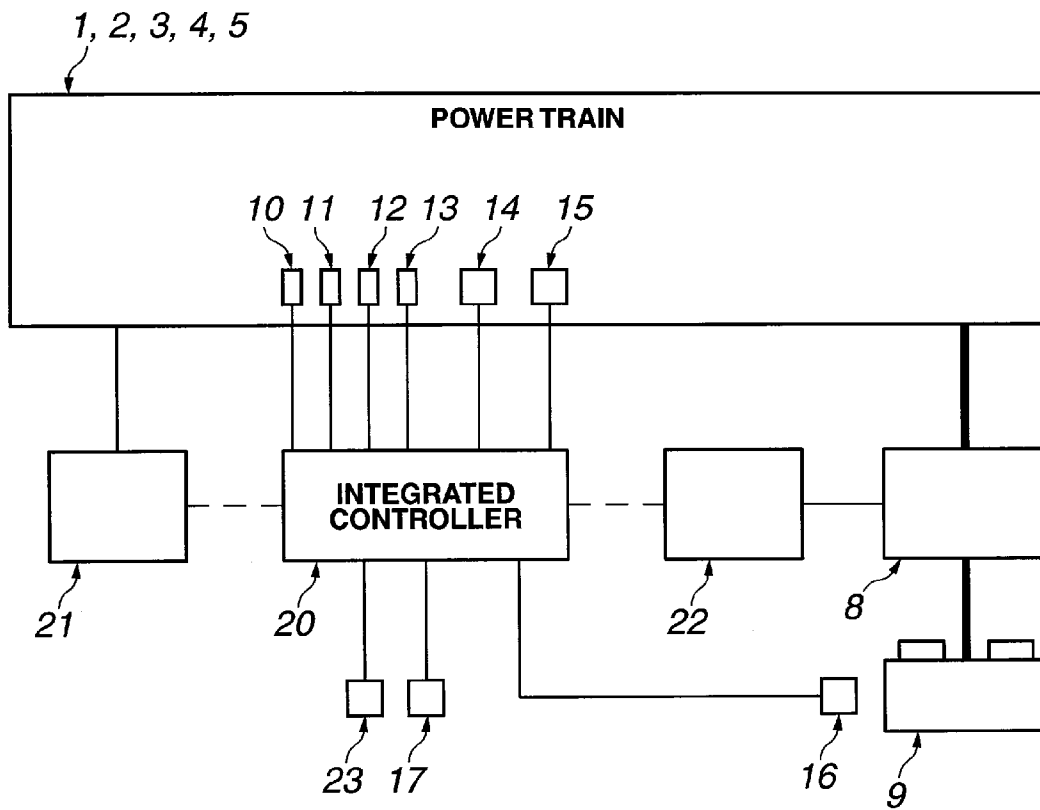 1, 2, 3, 4, 5
POWER TRAIN
10 11 12 13 14 15
INTEGRATED
CONTROLLER
21 20 22 8
23 17 16 9